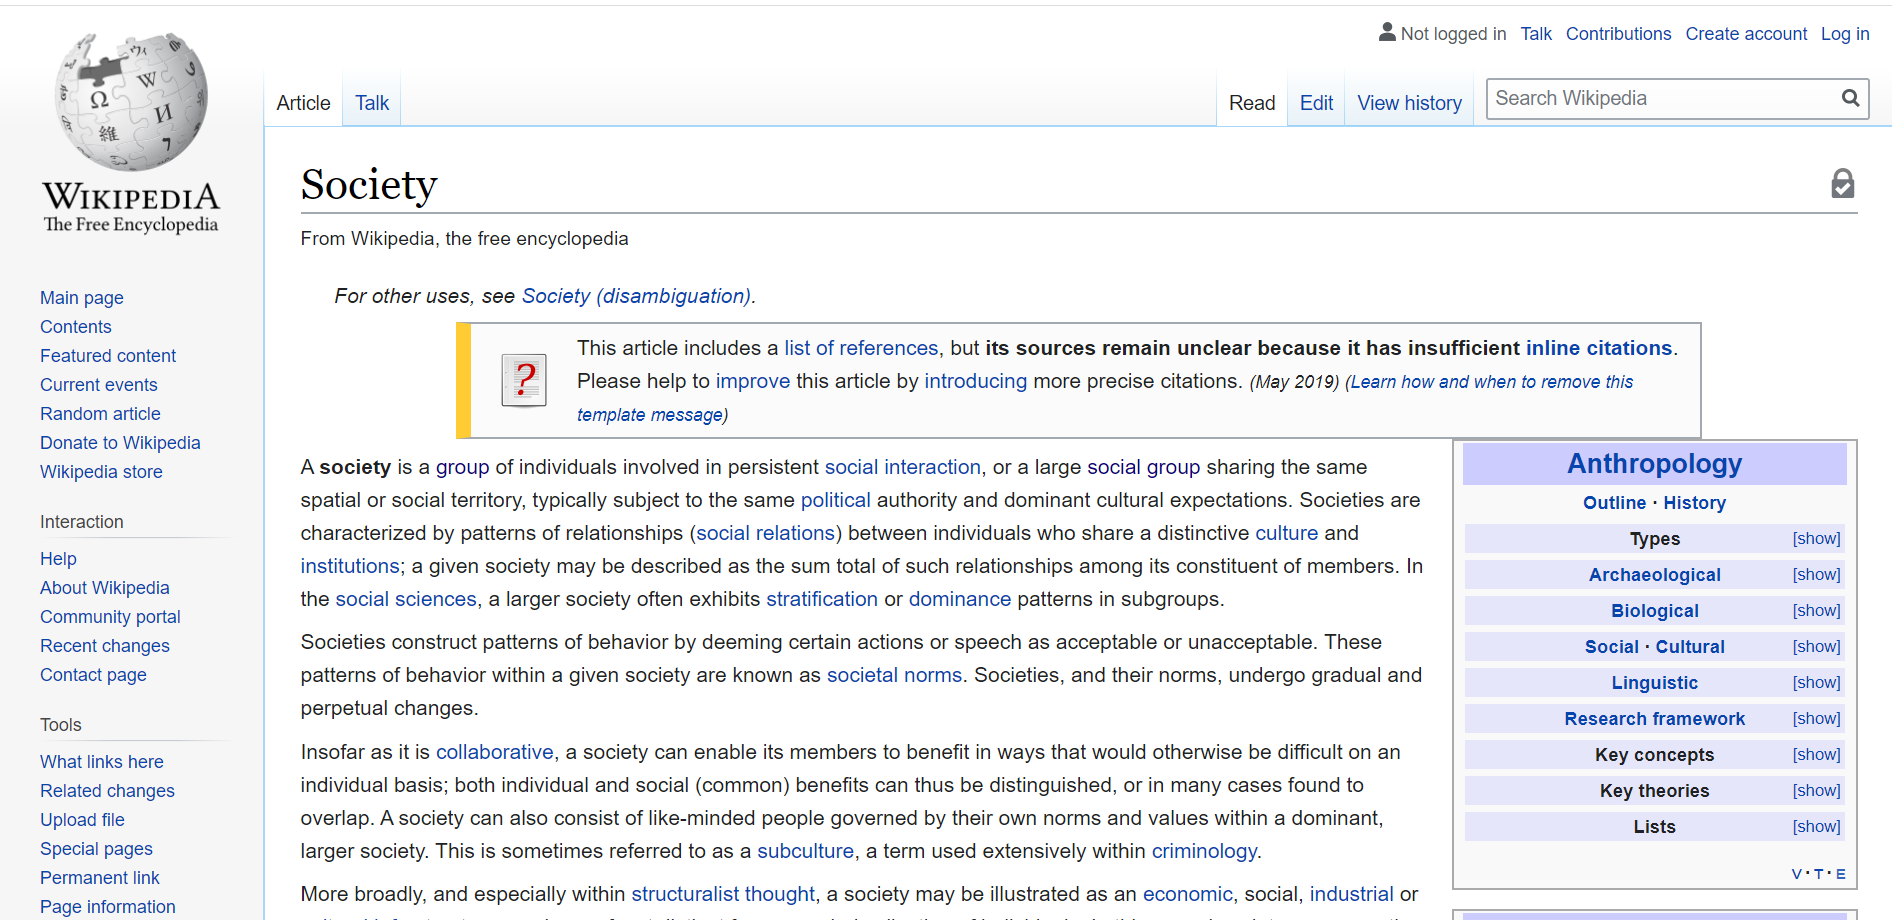 Not logged in Talk Contributions Create account Log in
Article Talk Read Edit View history Search Wikipedia
WIKIPEDIA
The Free Encyclopedia
Main page
Contents
Featured content
Current events
Random article
Donate to Wikipedia
Wikipedia store
Interaction
Help
About Wikipedia
Community portal
Recent changes
Contact page
Tools
What links here
Related changes
Upload file
Special pages
Permanent link
Page information
Society
From Wikipedia, the free encyclopedia
For other uses, see Society (disambiguation).
This article includes a list of references, but its sources remain unclear because it has insufficient inline citations.
Please help to improve this article by introducing more precise citations. (May 2019) (Learn how and when to remove this
template message)
A society is a group of individuals involved in persistent social interaction, or a large social group sharing the same
spatial or social territory, typically subject to the same political authority and dominant cultural expectations. Societies are
characterized by patterns of relationships (social relations) between individuals who share a distinctive culture and
institutions; a given society may be described as the sum total of such relationships among its constituent of members. In
the social sciences, a larger society often exhibits stratification or dominance patterns in subgroups.
Societies construct patterns of behavior by deeming certain actions or speech as acceptable or unacceptable. These
patterns of behavior within a given society are known as societal norms. Societies, and their norms, undergo gradual and
perpetual changes.
Insofar as it is collaborative, a society can enable its members to benefit in ways that would otherwise be difficult on an
individual basis; both individual and social (common) benefits can thus be distinguished, or in many cases found to
overlap. A society can also consist of like-minded people governed by their own norms and values within a dominant,
larger society. This is sometimes referred to as a subculture, a term used extensively within criminology.
More broadly, and especially within structuralist thought, a society may be illustrated as an economic, social, industrial or
Anthropology
Outline · History
Types [show]
Archaeological [show]
Biological [show]
Social · Cultural [show]
Linguistic [show]
Research framework [show]
Key concepts [show]
Key theories [show]
Lists [show]
V · T · E